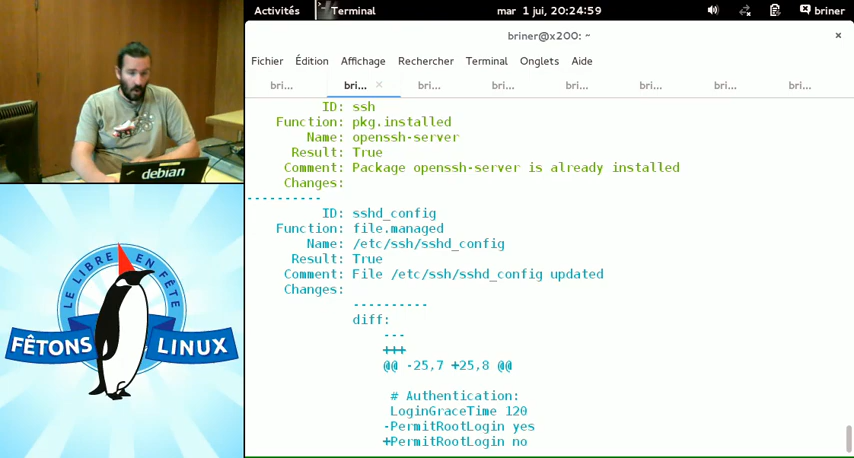 Activités
Terminal
mar 1 jui, 20:24:59
briner
briner@x200: ~
×
Fichier Édition Affichage Rechercher Terminal Onglets Aide
bri... bri... × bri... bri... bri... bri... bri... bri...
ID: ssh
Function: pkg.installed
Name: openssh-server
Result: True
Comment: Package openssh-server is already installed
Changes:
----------
ID: sshd_config
Function: file.managed
Name: /etc/ssh/sshd_config
Result: True
Comment: File /etc/ssh/sshd_config updated
Changes:
----------
diff:
---
+++
@@ -25,7 +25,8 @@
# Authentication:
LoginGraceTime 120
-PermitRootLogin yes
+PermitRootLogin no
debian
LE LIBRE EN FÊTE
FÊTONS LINUX